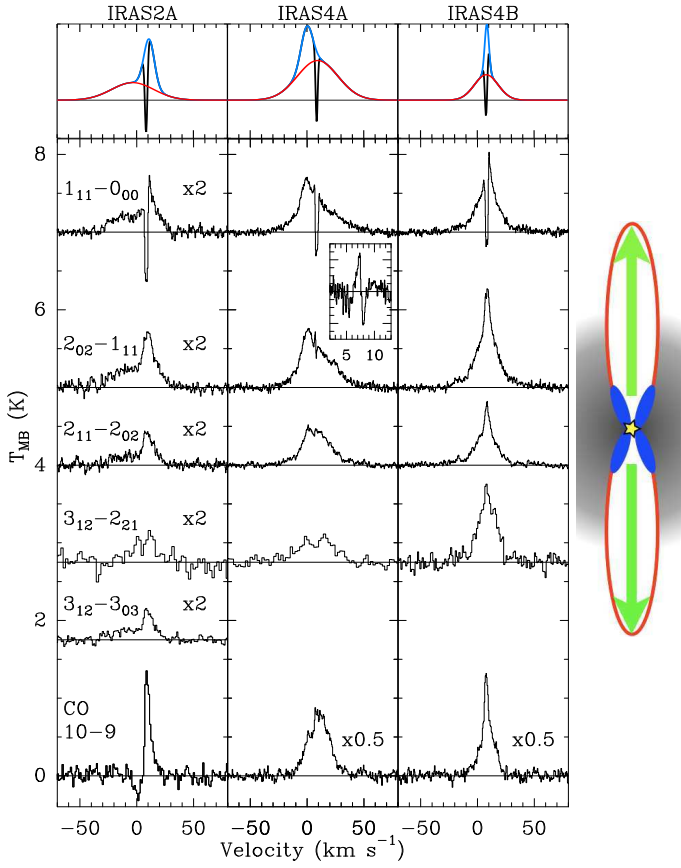 IRAS2A IRAS4A IRAS4B
8
1₁₁−0₀₀ x2
6
5 10
2₀₂−1₁₁ x2
2₁₁−2₀₂ x2
4
3₁₂−2₂₁ x2
3₁₂−3₀₃ x2
2
CO
10−9
x0.5 x0.5
0
T_MB (K)
−50 0 50 −50 0 50 −50 0 50
Velocity (km s⁻¹)